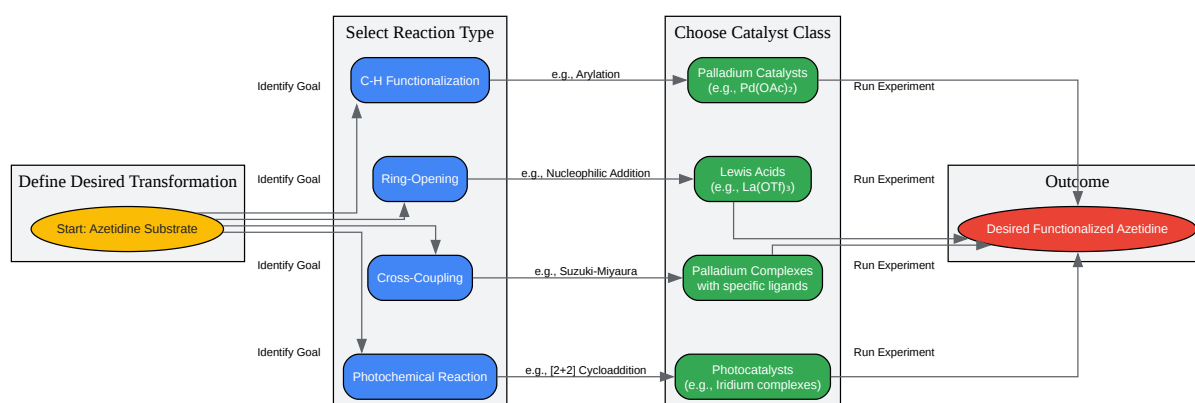 Select Reaction Type
Choose Catalyst Class
C-H Functionalization
e.g., Arylation
Palladium Catalysts
(e.g., Pd(OAc)₂)
Identify Goal
Run Experiment
Define Desired Transformation
Identify Goal
Ring-Opening
e.g., Nucleophilic Addition
Lewis Acids
(e.g., La(OTf)₃)
Run Experiment
Outcome
Start: Azetidine Substrate
Desired Functionalized Azetidine
Identify Goal
Cross-Coupling
e.g., Suzuki-Miyaura
Palladium Complexes
with specific ligands
Run Experiment
Identify Goal
Photochemical Reaction
e.g., [2+2] Cycloaddition
Photocatalysts
(e.g., Iridium complexes)
Run Experiment